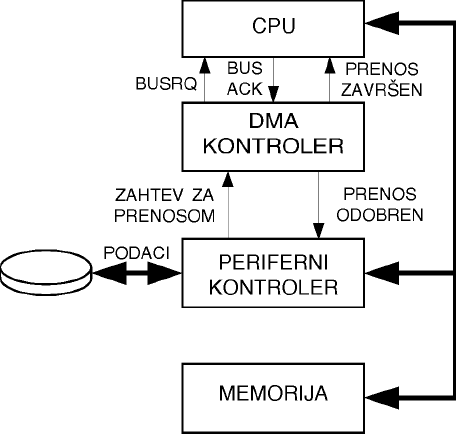 CPU
BUSRQ
BUS
ACK
PRENOS
ZAVRŠEN
DMA
KONTROLER
ZAHTEV ZA
PRENOSOM
PRENOS
ODOBREN
PODACI
PERIFERNI
KONTROLER
MEMORIJA